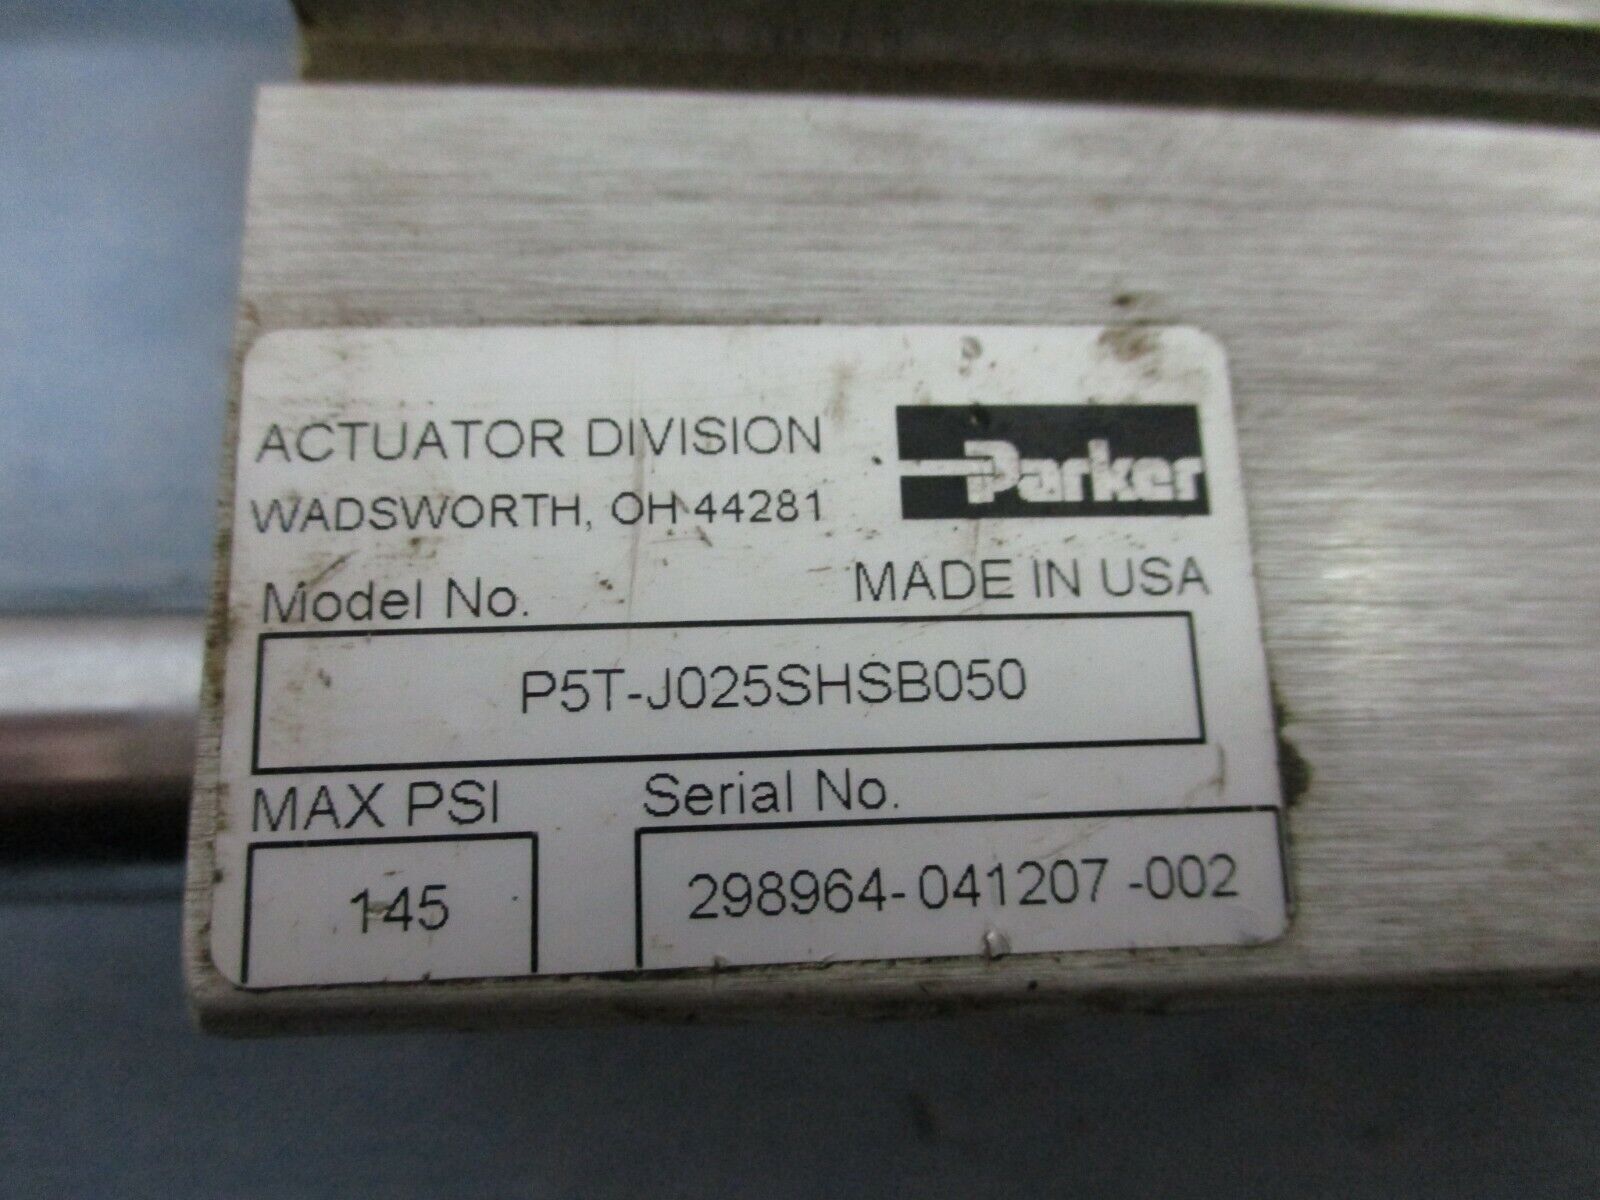 ACTUATOR DIVISION
Parker
WADSWORTH, OH 44281
Model No.
MADE IN USA
P5T-J025SHSB050
MAX PSI
Serial No.
145
298964-041207-002